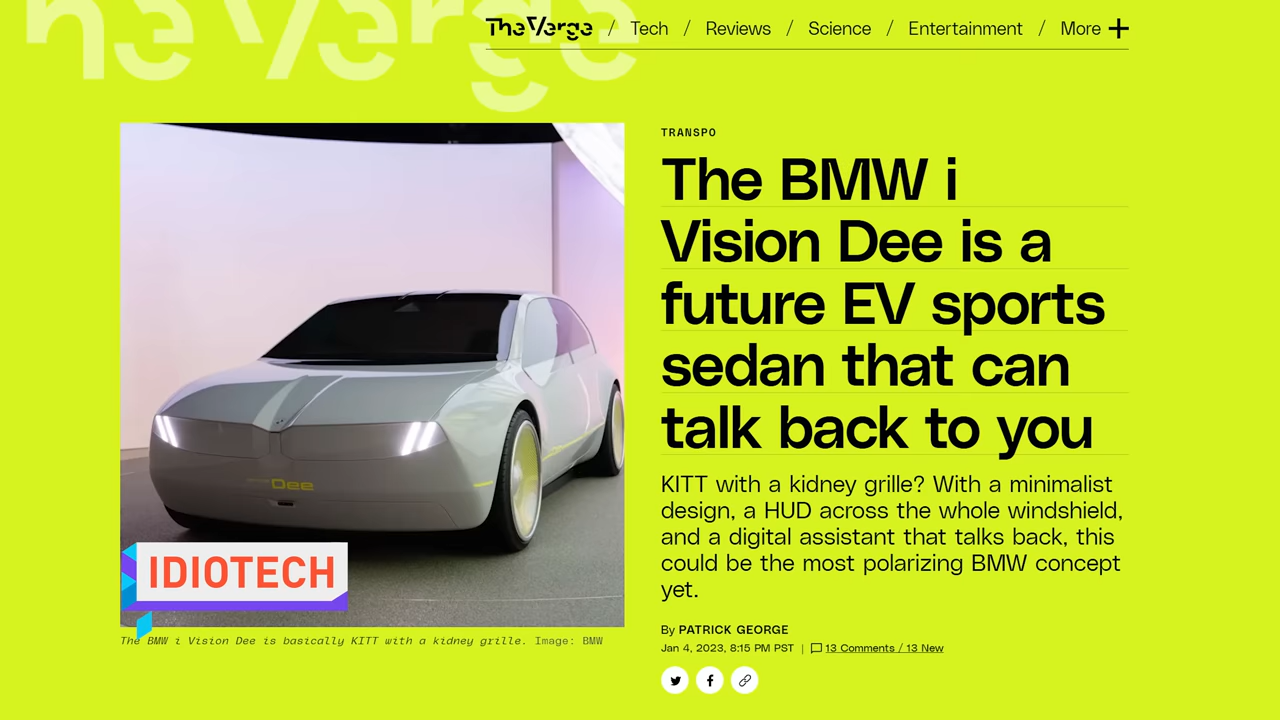 The Verge
TheVerge / Tech / Reviews / Science / Entertainment / More +
TRANSPO
The BMW i
Vision Dee is a
future EV sports
sedan that can
talk back to you
KITT with a kidney grille? With a minimalist
design, a HUD across the whole windshield,
and a digital assistant that talks back, this
could be the most polarizing BMW concept
yet.
By PATRICK GEORGE
Jan 4, 2023, 8:15 PM PST | 13 Comments / 13 New
Dee
IDIOTECH
The BMW i Vision Dee is basically KITT with a kidney grille. Image: BMW